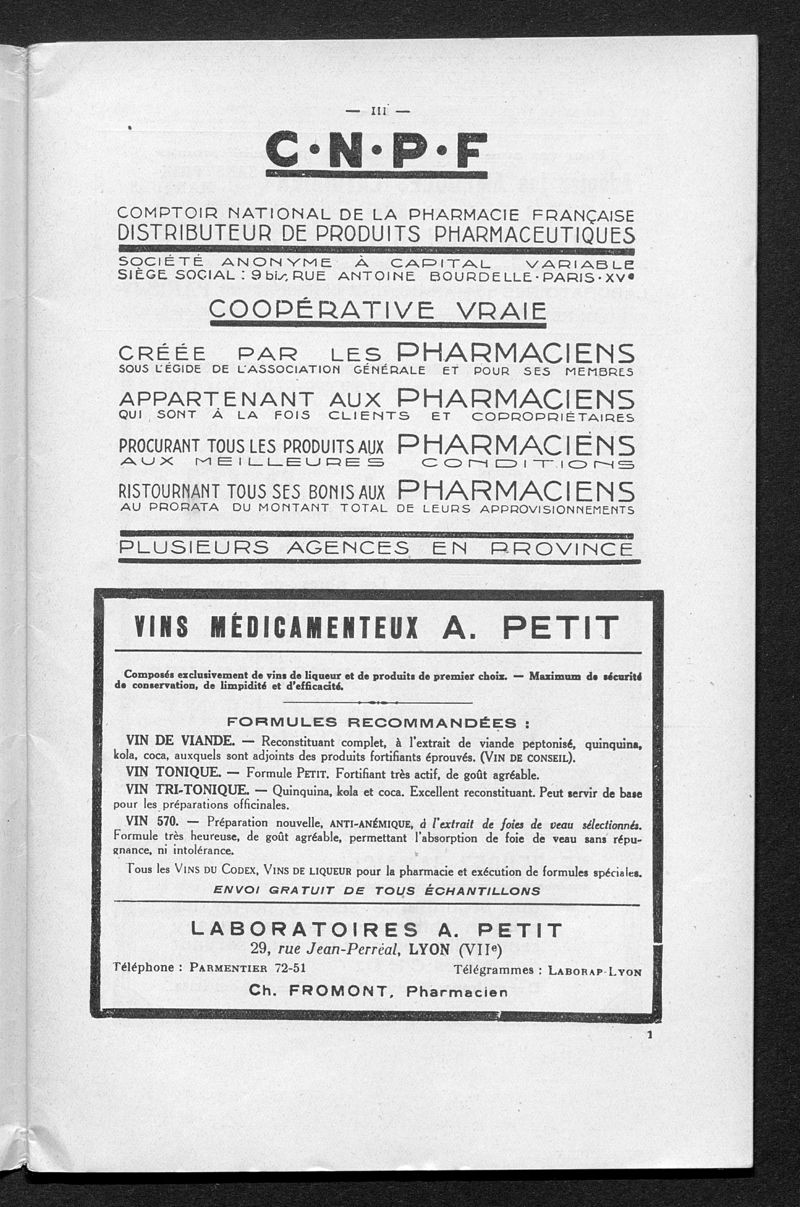 — III —
C·N·P·F
COMPTOIR NATIONAL DE LA PHARMACIE FRANÇAISE
DISTRIBUTEUR DE PRODUITS PHARMACEUTIQUES
SOCIÉTÉ ANONYME À CAPITAL VARIABLE
SIÈGE SOCIAL : 9 bis, RUE ANTOINE BOURDELLE · PARIS · XVe
COOPÉRATIVE VRAIE
CRÉÉE PAR LES PHARMACIENS
SOUS L'ÉGIDE DE L'ASSOCIATION GÉNÉRALE ET POUR SES MEMBRES
APPARTENANT AUX PHARMACIENS
QUI SONT À LA FOIS CLIENTS ET COPROPRIÉTAIRES
PROCURANT TOUS LES PRODUITS AUX PHARMACIENS
AUX MEILLEURES CONDITIONS
RISTOURNANT TOUS SES BONIS AUX PHARMACIENS
AU PRORATA DU MONTANT TOTAL DE LEURS APPROVISIONNEMENTS
PLUSIEURS AGENCES EN PROVINCE
VINS MÉDICAMENTEUX A. PETIT
Composés exclusivement de vins de liqueur et de produits de premier choix. — Maximum de sécurité
de conservation, de limpidité et d'efficacité.
FORMULES RECOMMANDÉES :
VIN DE VIANDE. — Reconstituant complet, à l'extrait de viande peptonisé, quinquina,
kola, coca, auxquels sont adjoints des produits fortifiants éprouvés. (VIN DE CONSEIL).
VIN TONIQUE. — Formule PETIT. Fortifiant très actif, de goût agréable.
VIN TRI-TONIQUE. — Quinquina, kola et coca. Excellent reconstituant. Peut servir de base
pour les préparations officinales.
VIN 570. — Préparation nouvelle, ANTI-ANÉMIQUE, à l'extrait de foies de veau sélectionnés.
Formule très heureuse, de goût agréable, permettant l'absorption de foie de veau sans répu-
gnance, ni intolérance.
Tous les VINS DU CODEX, VINS DE LIQUEUR pour la pharmacie et exécution de formules spéciales.
ENVOI GRATUIT DE TOUS ÉCHANTILLONS
LABORATOIRES A. PETIT
29, rue Jean-Perréal, LYON (VIIe)
Téléphone : PARMENTIER 72-51 Télégrammes : LABORAP-LYON
Ch. FROMONT, Pharmacien
1